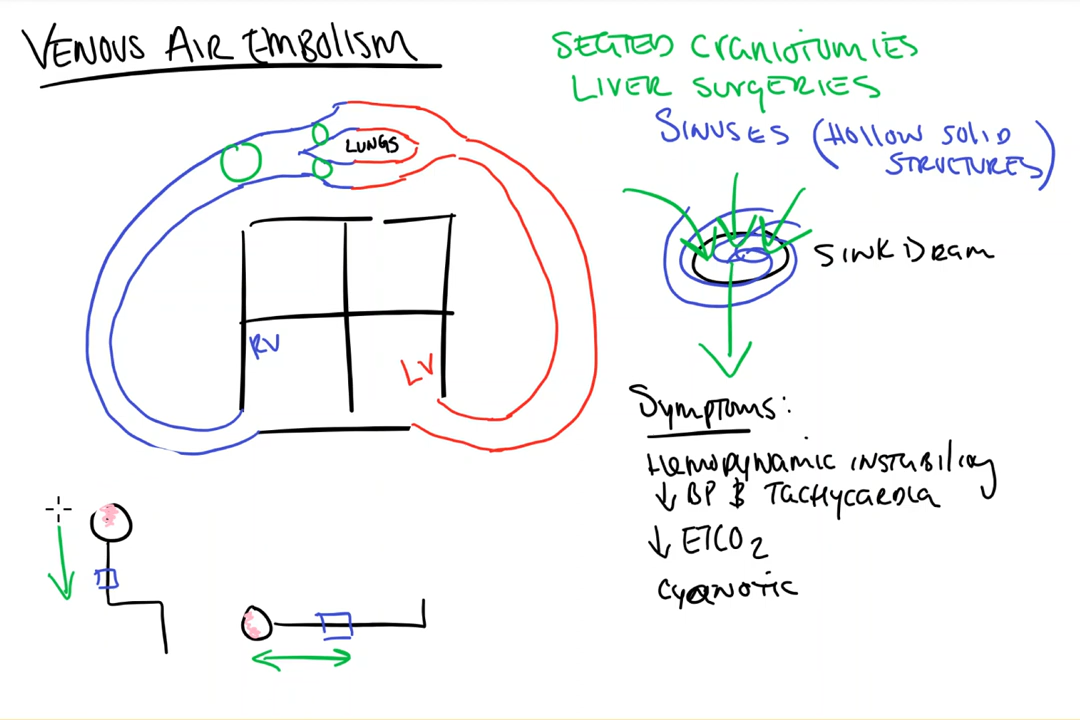 VENOUS AIR EMBOLISM
SEATED CRANIOTOMIES
LIVER SURGERIES
SINUSES (HOLLOW SOLID
STRUCTURES)
LUNGS
SINK DRAIN
RV
LV
Symptoms:
HEMODYNAMIC INSTABILITY
↓ BP & TACHYCARDIA
↓ ETCO2
CYANOTIC